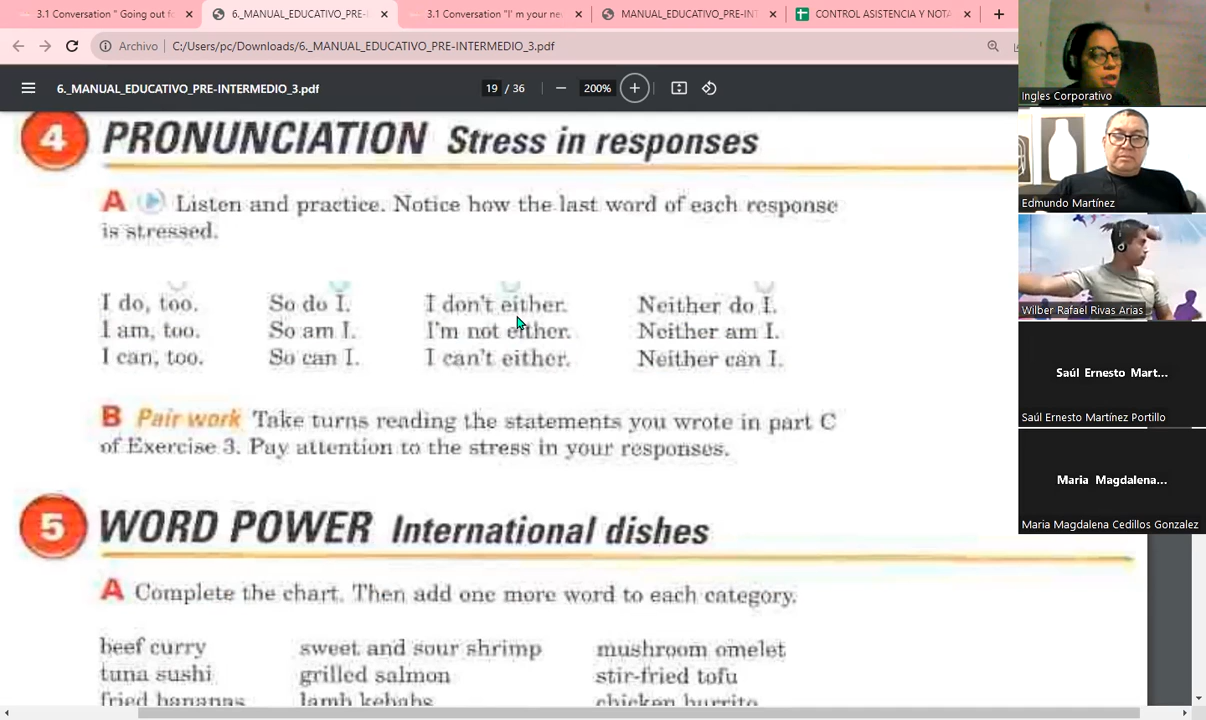 3.1 Conversation " Going out f
6._MANUAL_EDUCATIVO_PRE-
3.1 Conversation "I' m your ne
MANUAL_EDUCATIVO_PRE-INT
CONTROL ASISTENCIA Y NOTA
Archivo C:/Users/pc/Downloads/6._MANUAL_EDUCATIVO_PRE-INTERMEDIO_3.pdf
6._MANUAL_EDUCATIVO_PRE-INTERMEDIO_3.pdf 19 / 36 200%
4 PRONUNCIATION Stress in responses
A Listen and practice. Notice how the last word of each response
is stressed.
I do, too. So do I. I don't either. Neither do I.
I am, too. So am I. I'm not either. Neither am I.
I can, too. So can I. I can't either. Neither can I.
B Pair work Take turns reading the statements you wrote in part C
of Exercise 3. Pay attention to the stress in your responses.
5 WORD POWER International dishes
A Complete the chart. Then add one more word to each category.
beef curry sweet and sour shrimp mushroom omelet
tuna sushi grilled salmon stir-fried tofu
fried bananas lamb kebabs chicken burrito
Ingles Corporativo
Edmundo Martínez
Wilber Rafael Rivas Arias
Saúl Ernesto Mart...
Saúl Ernesto Martínez Portillo
Maria Magdalena...
Maria Magdalena Cedillos Gonzalez